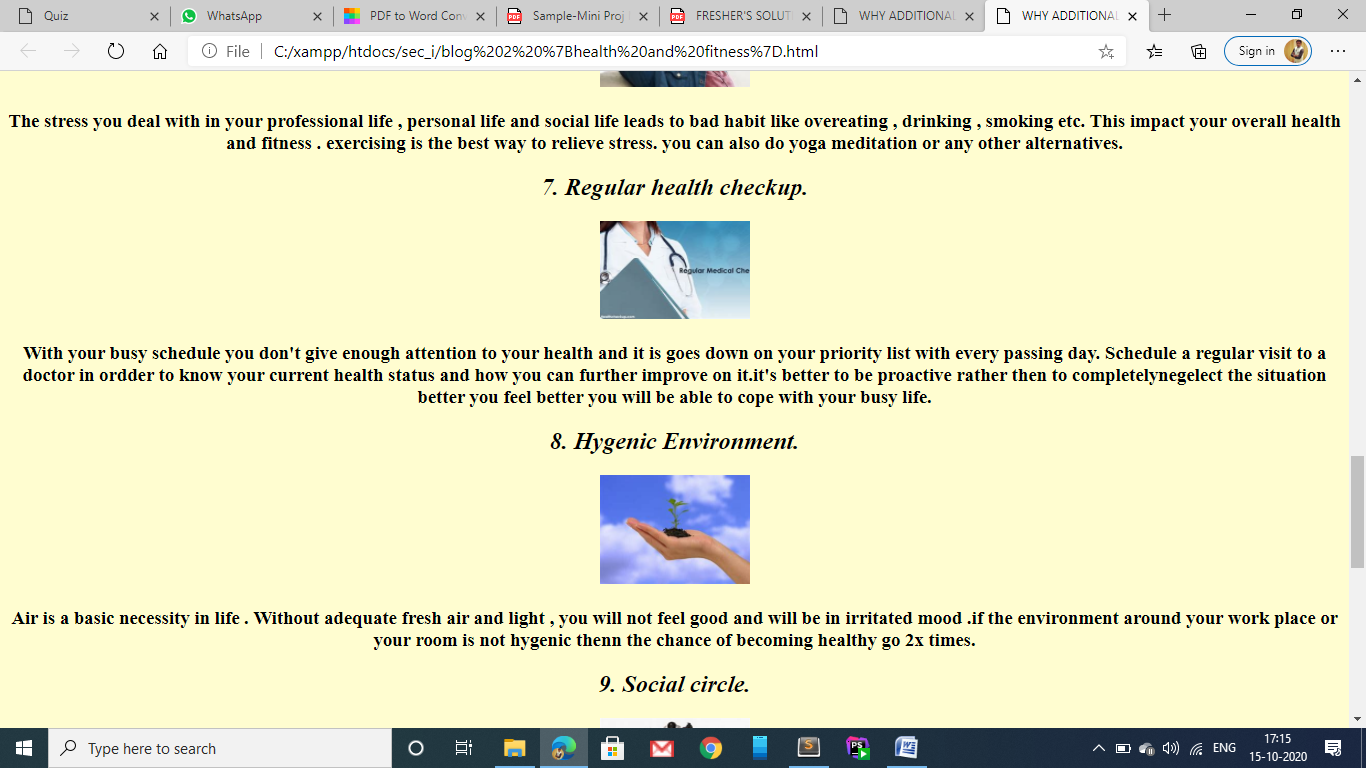 Quiz
WhatsApp
PDF to Word Con
Sample-Mini Proj
FRESHER'S SOLUT
WHY ADDITIONAL
WHY ADDITIONAL
File
C:/xampp/htdocs/sec_i/blog%202%20%7Bhealth%20and%20fitness%7D.html
Sign in
The stress you deal with in your professional life , personal life and social life leads to bad habit like overeating , drinking , smoking etc. This impact your overall health
and fitness . exercising is the best way to relieve stress. you can also do yoga meditation or any other alternatives.
7. Regular health checkup.
Regular Medical Che
With your busy schedule you don't give enough attention to your health and it is goes down on your priority list with every passing day. Schedule a regular visit to a
doctor in ordder to know your current health status and how you can further improve on it.it's better to be proactive rather then to completelynegelect the situation
better you feel better you will be able to cope with your busy life.
8. Hygenic Environment.
Air is a basic necessity in life . Without adequate fresh air and light , you will not feel good and will be in irritated mood .if the environment around your work place or
your room is not hygenic thenn the chance of becoming healthy go 2x times.
9. Social circle.
Type here to search
ENG
17:15
15-10-2020